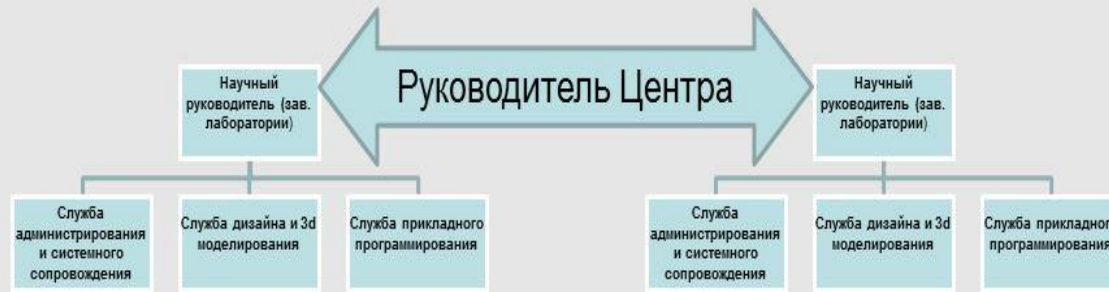 Руководитель Центра
Научный
руководитель (зав.
лаборатории)
Служба
администрирования
и системного
сопровождения
Служба дизайна и 3d
моделирования
Служба прикладного
программирования
Научный
руководитель (зав.
лаборатории)
Служба
администрирования
и системного
сопровождения
Служба дизайна и 3d
моделирования
Служба прикладного
программирования